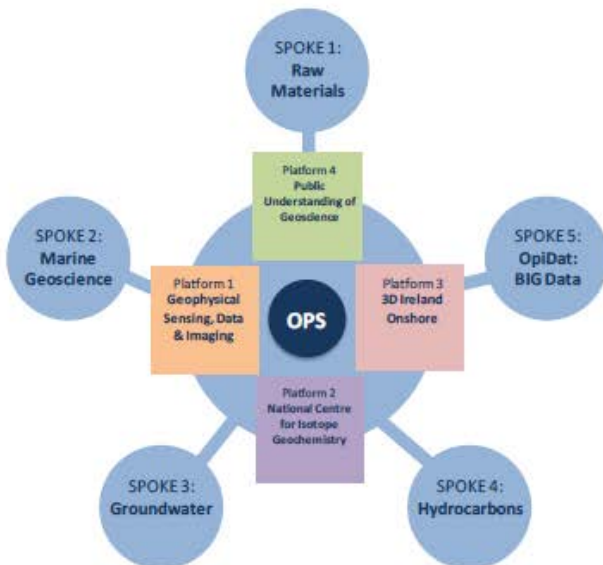 SPOKE 1:
Raw
Materials
Platform 4
Public
Understanding of
Geoscience
SPOKE 2:
Marine
Geoscience
SPOKE 5:
OpiDat:
BIG Data
Platform 1
Geophysical
Sensing, Data
& Imaging
OPS
Platform 3
3D Ireland
Onshore
Platform 2
National Centre
for Isotope
Geochemistry
SPOKE 3:
Groundwater
SPOKE 4:
Hydrocarbons